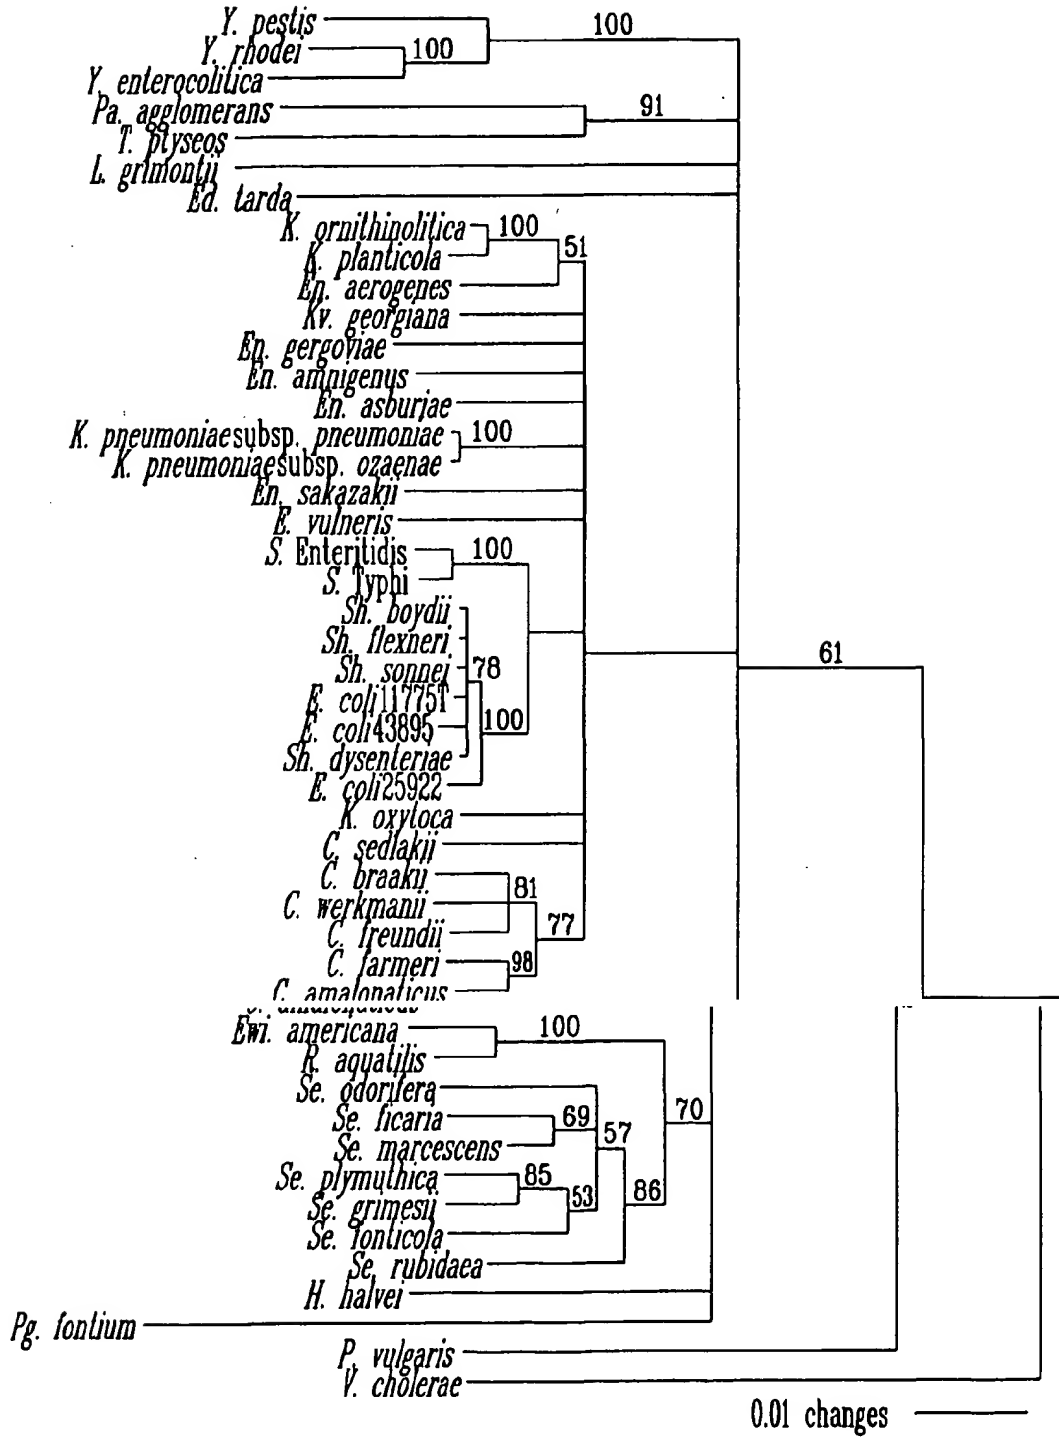 Y. pestis
100
Y. rhodei
100
Y. enterocolitica
Pa. agglomerans
91
T. ptyseos
L. grimontii
Ed. tarda
K. ornithinolitica
100
K. planticola
51
En. aerogenes
Kv. georgiana
En. gergoviae
En. amnigenus
En. asburiae
K. pneumoniae subsp. pneumoniae
100
K. pneumoniae subsp. ozaenae
En. sakazakii
E. vulneris
S. Enteritidis
100
S. Typhi
Sh. boydii
Sh. flexneri
61
Sh. sonnei
78
E. coli 11775T
E. coli 43895
100
Sh. dysenteriae
E. coli 25922
K. oxytoca
C. sedlakii
C. braakii
81
C. werkmanii
C. freundii
77
C. farmeri
98
C. amalonaticus
Ewi. americana
100
R. aquatilis
Se. odorifera
Se. ficaria
69
70
57
Se. marcescens
Se. plymuthica
85
Se. grimesii
53
86
Se. fonticola
Se. rubidaea
H. halvei
Pg. fontium
P. vulgaris
V. cholerae
0.01 changes